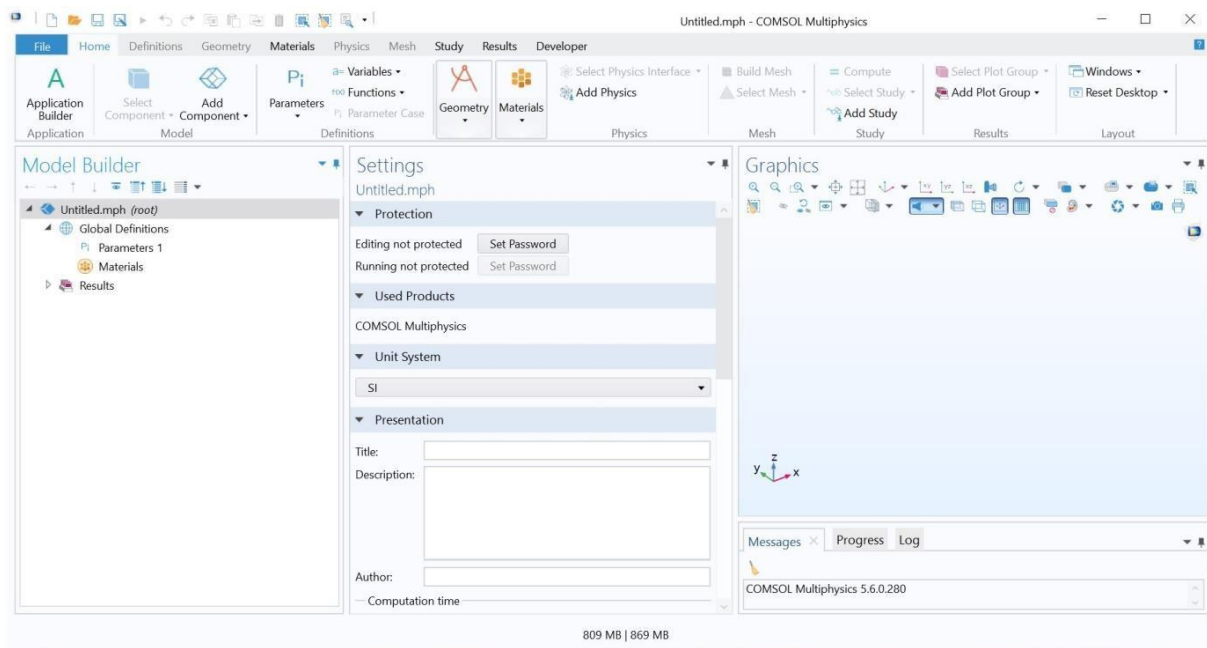 Untitled.mph - COMSOL Multiphysics
File Home Definitions Geometry Materials Physics Mesh Study Results Developer
Application Builder
Application
Select Component
Add Component
Model
Pi
Parameters
a= Variables
f(x) Functions
Pi Parameter Case
Definitions
Geometry
Materials
Select Physics Interface
Add Physics
Physics
Build Mesh
Select Mesh
Mesh
= Compute
Select Study
Add Study
Study
Select Plot Group
Add Plot Group
Results
Windows
Reset Desktop
Layout
Model Builder
Untitled.mph (root)
Global Definitions
Pi Parameters 1
Materials
Results
Settings
Untitled.mph
Protection
Editing not protected Set Password
Running not protected Set Password
Used Products
COMSOL Multiphysics
Unit System
SI
Presentation
Title:
Description:
Author:
Computation time
Graphics
z
y x
Messages Progress Log
COMSOL Multiphysics 5.6.0.280
809 MB | 869 MB